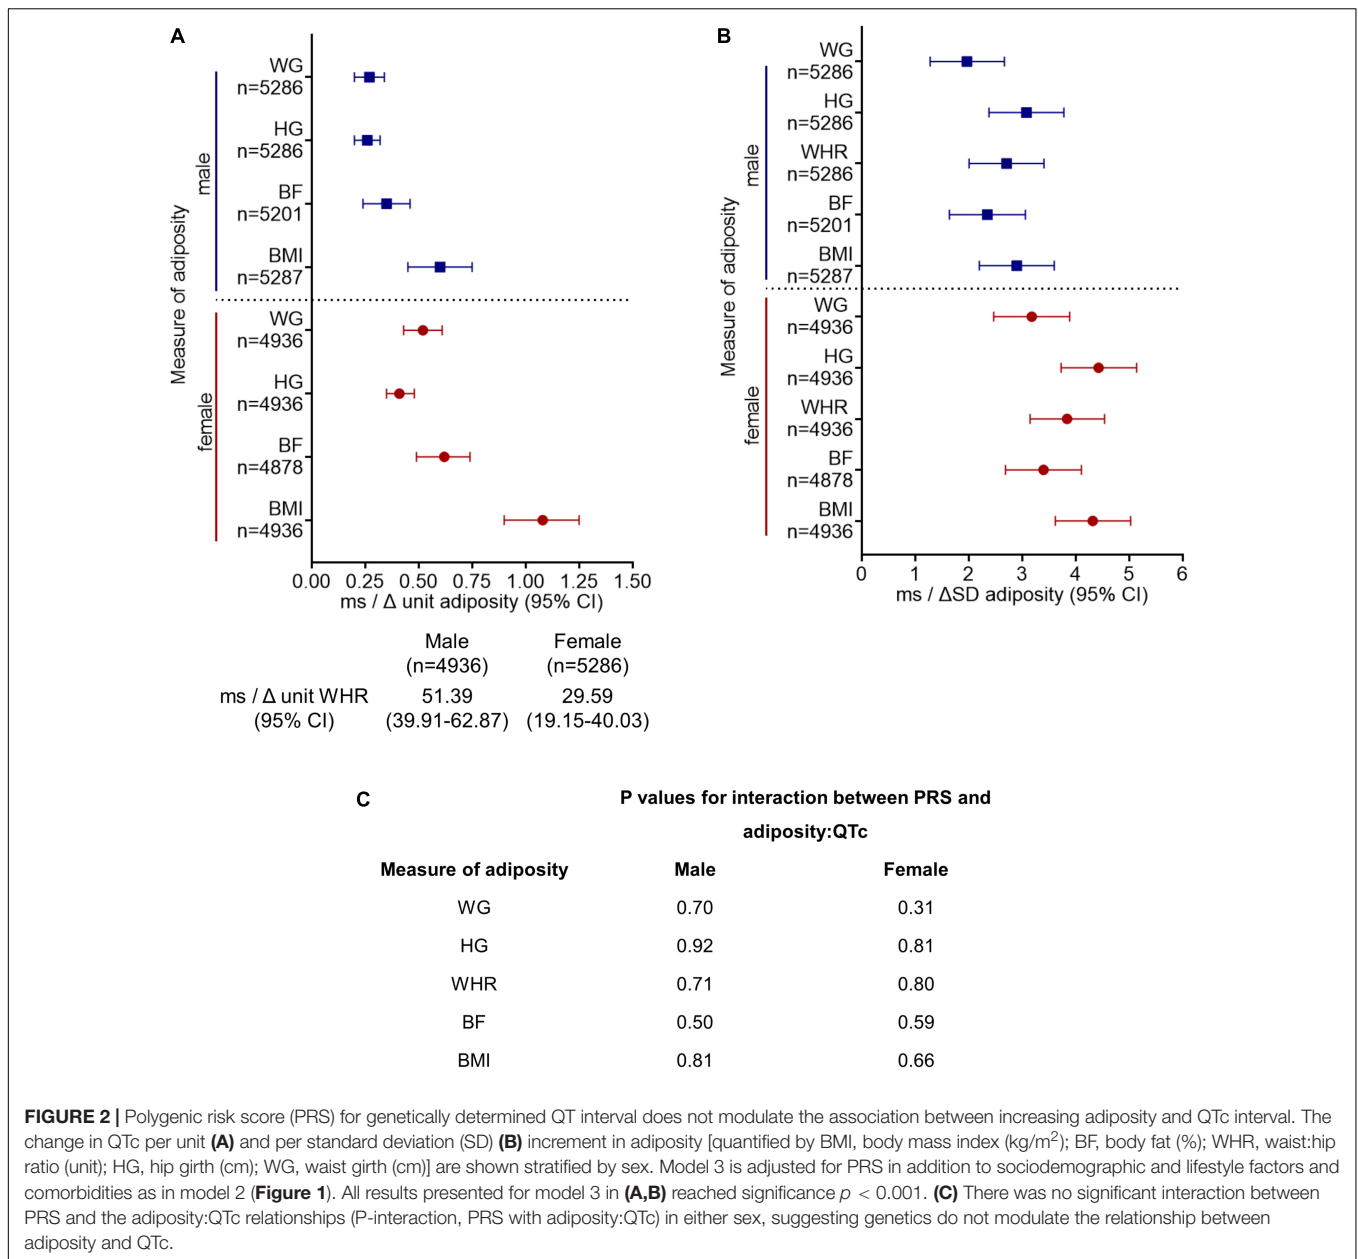 A
Measure of adiposity
male
WG
n=5286
HG
n=5286
BF
n=5201
BMI
n=5287
female
WG
n=4936
HG
n=4936
BF
n=4878
BMI
n=4936
0.00 0.25 0.50 0.75 1.00 1.25 1.50
ms / Δ unit adiposity (95% CI)
Male Female
(n=4936) (n=5286)
ms / Δ unit WHR 51.39 29.59
(95% CI) (39.91-62.87) (19.15-40.03)
B
Measure of adiposity
male
WG
n=5286
HG
n=5286
WHR
n=5286
BF
n=5201
BMI
n=5287
female
WG
n=4936
HG
n=4936
WHR
n=4936
BF
n=4878
BMI
n=4936
0 1 2 3 4 5 6
ms / ΔSD adiposity (95% CI)
C
P values for interaction between PRS and
adiposity:QTc
Measure of adiposity Male Female
WG 0.70 0.31
HG 0.92 0.81
WHR 0.71 0.80
BF 0.50 0.59
BMI 0.81 0.66
FIGURE 2 | Polygenic risk score (PRS) for genetically determined QT interval does not modulate the association between increasing adiposity and QTc interval. The
change in QTc per unit (A) and per standard deviation (SD) (B) increment in adiposity [quantified by BMI, body mass index (kg/m²); BF, body fat (%); WHR, waist:hip
ratio (unit); HG, hip girth (cm); WG, waist girth (cm)] are shown stratified by sex. Model 3 is adjusted for PRS in addition to sociodemographic and lifestyle factors and
comorbidities as in model 2 (Figure 1). All results presented for model 3 in (A,B) reached significance p < 0.001. (C) There was no significant interaction between
PRS and the adiposity:QTc relationships (P-interaction, PRS with adiposity:QTc) in either sex, suggesting genetics do not modulate the relationship between
adiposity and QTc.